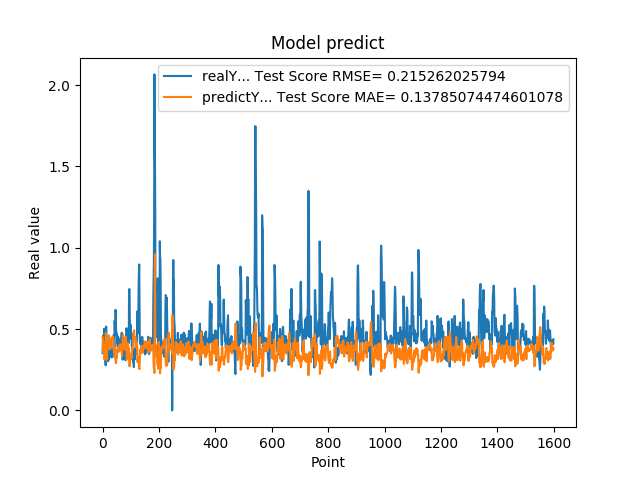 Model predict
realY... Test Score RMSE= 0.215262025794
predictY... Test Score MAE= 0.13785074474601078
2.0
1.5
1.0
0.5
0.0
Real value
0 200 400 600 800 1000 1200 1400 1600
Point